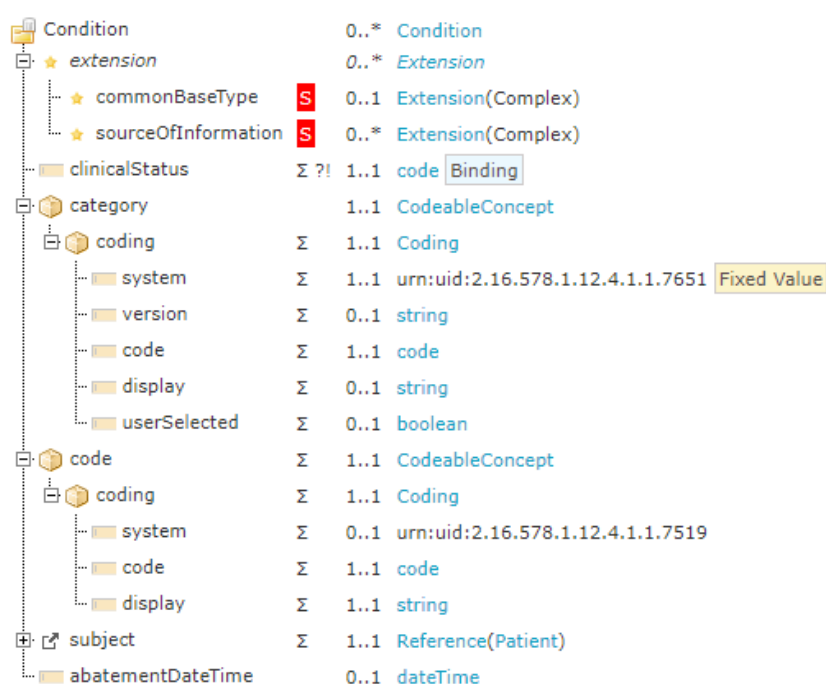 Condition 0..* Condition
extension 0..* Extension
commonBaseType S 0..1 Extension(Complex)
sourceOfInformation S 0..* Extension(Complex)
clinicalStatus Σ ?! 1..1 code Binding
category 1..1 CodeableConcept
coding Σ 1..1 Coding
system Σ 1..1 urn:uid:2.16.578.1.12.4.1.1.7651 Fixed Value
version Σ 0..1 string
code Σ 1..1 code
display Σ 0..1 string
userSelected Σ 0..1 boolean
code Σ 1..1 CodeableConcept
coding Σ 1..1 Coding
system Σ 0..1 urn:uid:2.16.578.1.12.4.1.1.7519
code Σ 1..1 code
display Σ 1..1 string
subject Σ 1..1 Reference(Patient)
abatementDateTime 0..1 dateTime